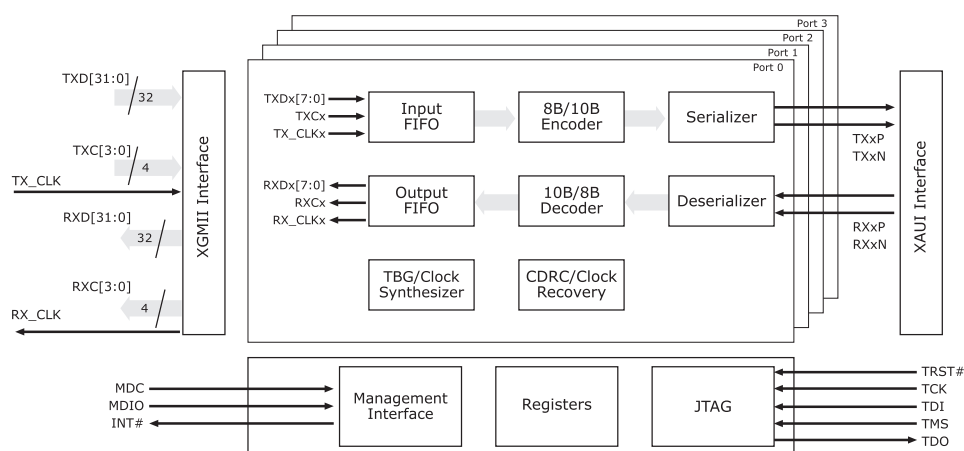 Port 3
Port 2
Port 1
Port 0
TXD[31:0]
32
TXC[3:0]
4
TX_CLK
RXD[31:0]
32
RXC[3:0]
4
RX_CLK
XGMII Interface
TXDx[7:0]
TXCx
TX_CLKx
Input
FIFO
8B/10B
Encoder
Serializer
TXxP
TXxN
RXDx[7:0]
RXCx
RX_CLKx
Output
FIFO
10B/8B
Decoder
Deserializer
RXxP
RXxN
TBG/Clock
Synthesizer
CDRC/Clock
Recovery
XAUI Interface
MDC
MDIO
INT#
Management
Interface
Registers
JTAG
TRST#
TCK
TDI
TMS
TDO